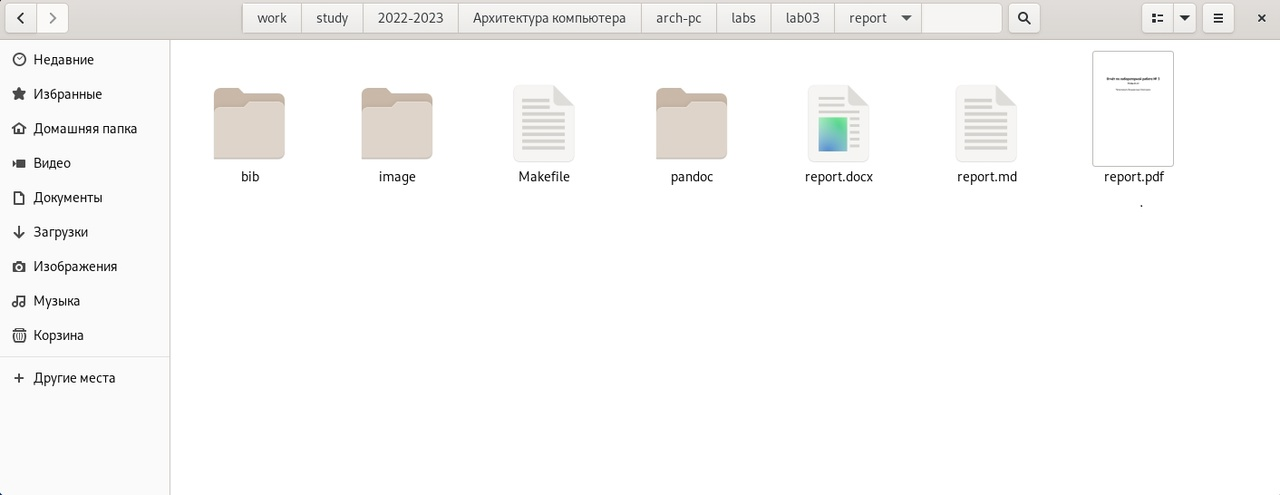 work study 2022-2023 Архитектура компьютера arch-pc labs lab03 report
Недавние
Избранные
Домашняя папка
Видео
Документы
Загрузки
Изображения
Музыка
Корзина
Другие места
bib image Makefile pandoc report.docx report.md report.pdf